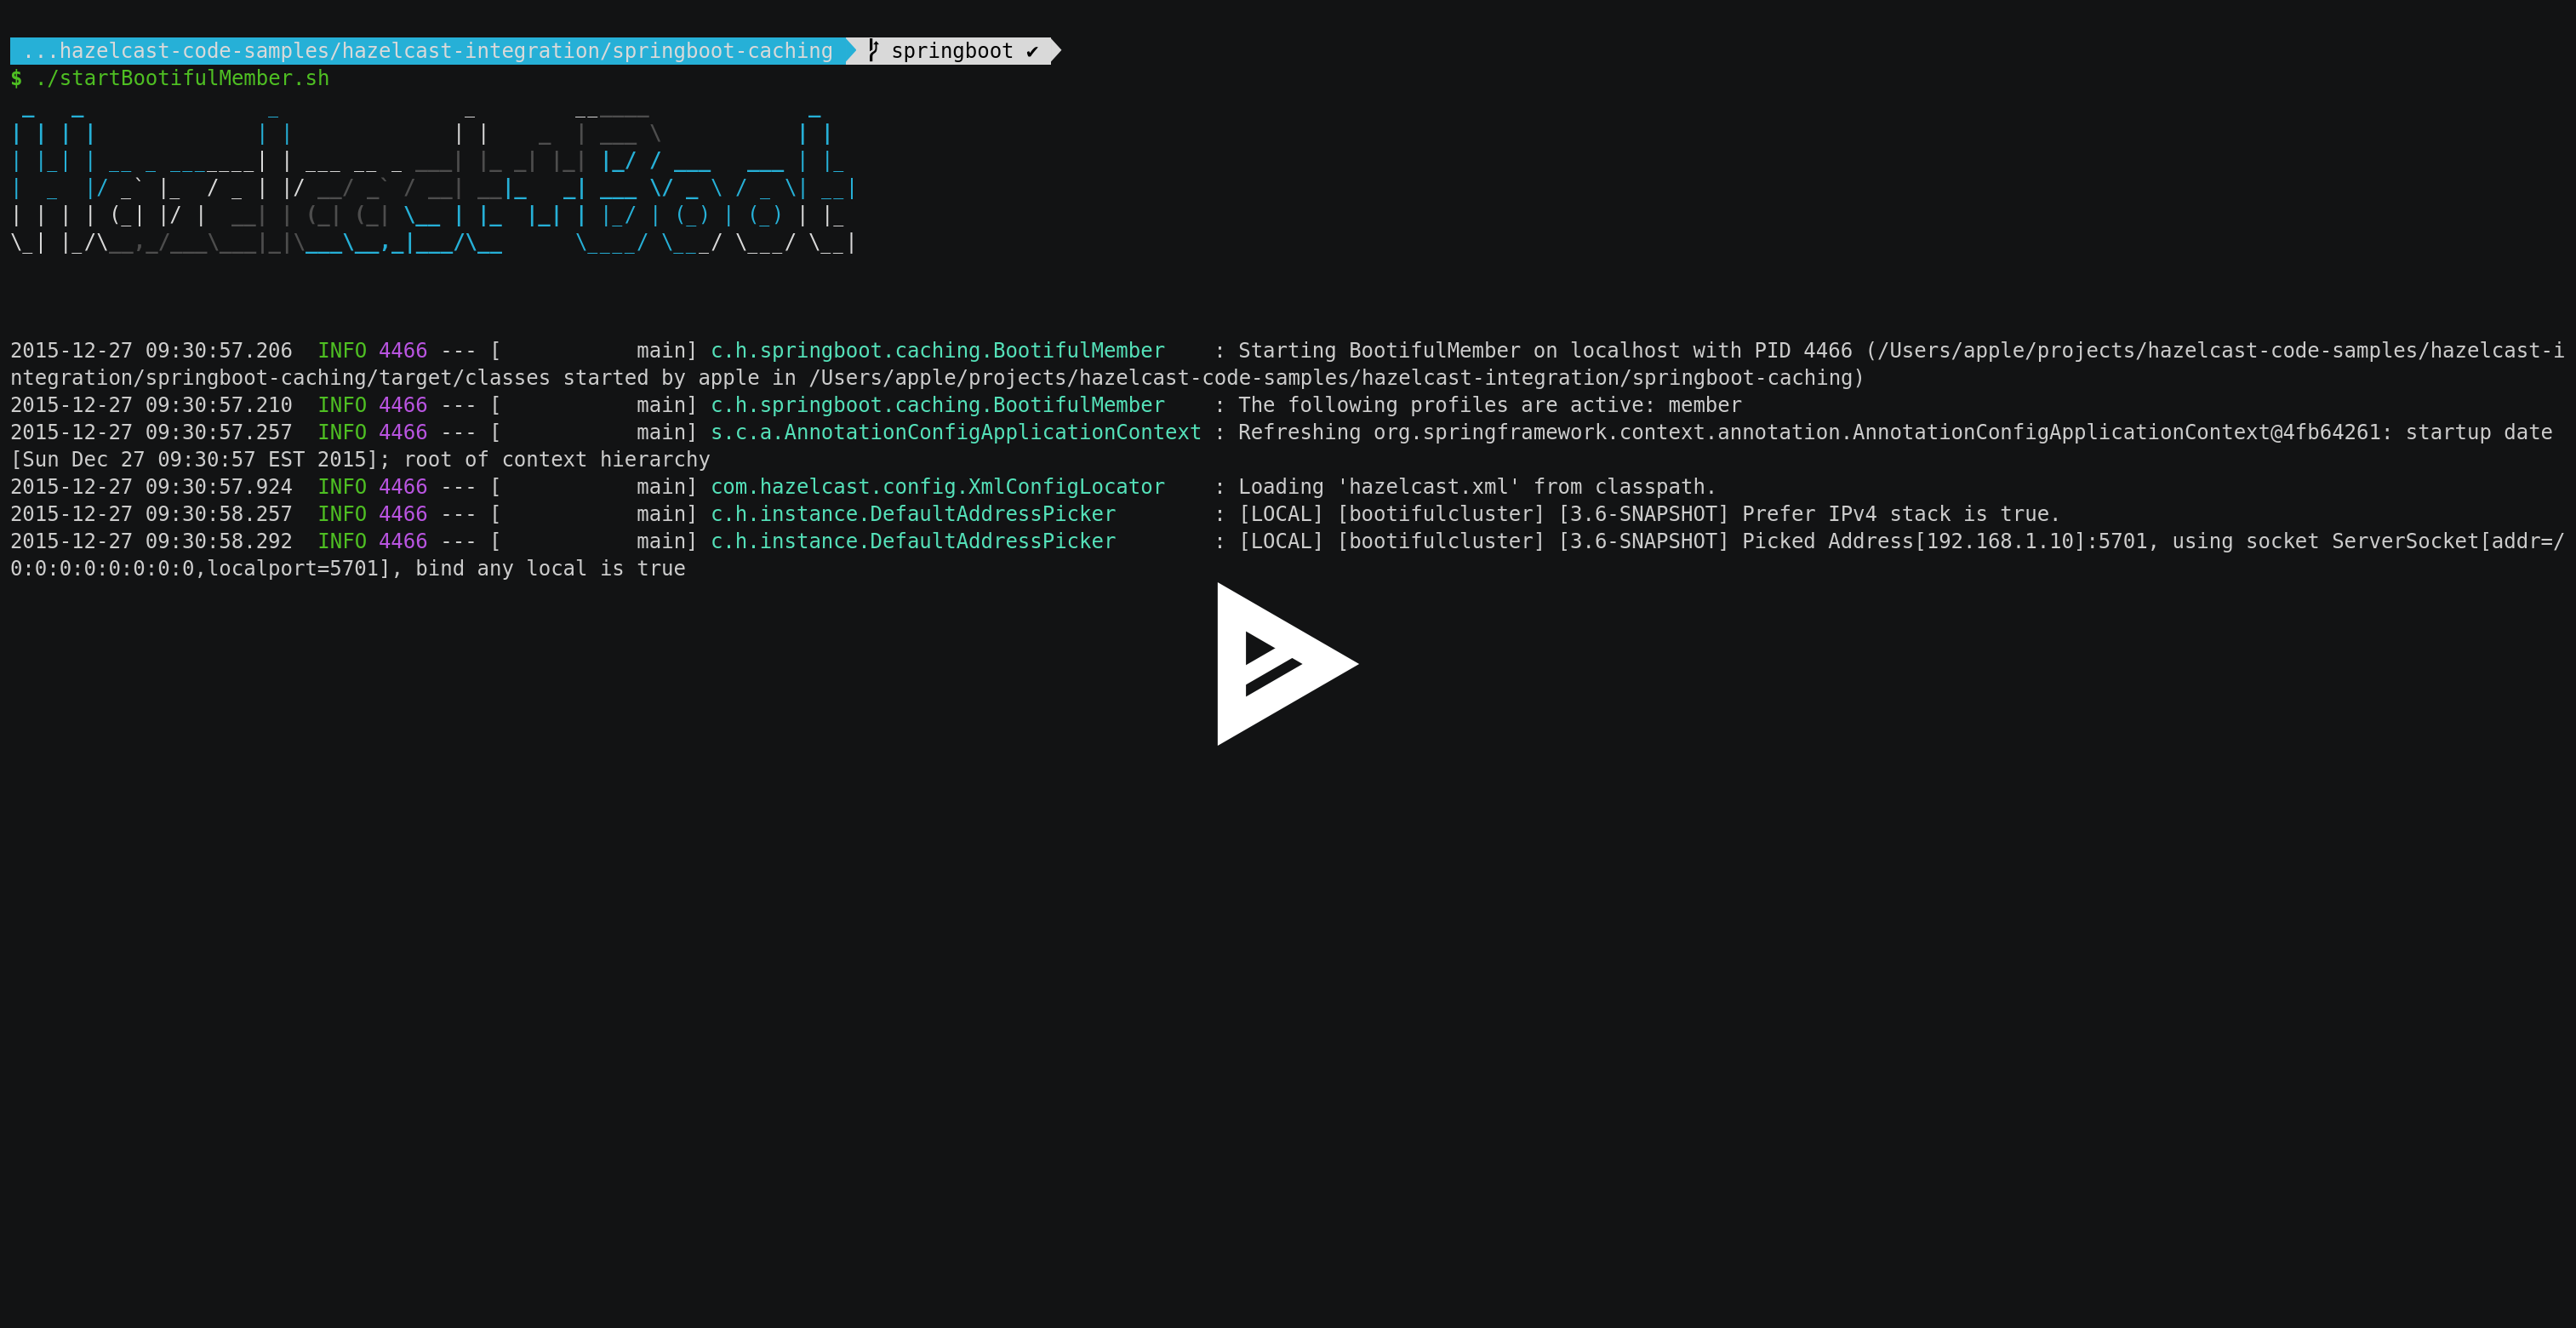 ...hazelcast-code-samples/hazelcast-integration/springboot-caching springboot ✔
$ ./startBootifulMember.sh
Hazelcast+Boot
2015-12-27 09:30:57.206  INFO 4466 --- [           main] c.h.springboot.caching.BootifulMember    : Starting BootifulMember on localhost with PID 4466 (/Users/apple/projects/hazelcast-code-samples/hazelcast-i
ntegration/springboot-caching/target/classes started by apple in /Users/apple/projects/hazelcast-code-samples/hazelcast-integration/springboot-caching)
2015-12-27 09:30:57.210  INFO 4466 --- [           main] c.h.springboot.caching.BootifulMember    : The following profiles are active: member
2015-12-27 09:30:57.257  INFO 4466 --- [           main] s.c.a.AnnotationConfigApplicationContext : Refreshing org.springframework.context.annotation.AnnotationConfigApplicationContext@4fb64261: startup date
[Sun Dec 27 09:30:57 EST 2015]; root of context hierarchy
2015-12-27 09:30:57.924  INFO 4466 --- [           main] com.hazelcast.config.XmlConfigLocator    : Loading 'hazelcast.xml' from classpath.
2015-12-27 09:30:58.257  INFO 4466 --- [           main] c.h.instance.DefaultAddressPicker        : [LOCAL] [bootifulcluster] [3.6-SNAPSHOT] Prefer IPv4 stack is true.
2015-12-27 09:30:58.292  INFO 4466 --- [           main] c.h.instance.DefaultAddressPicker        : [LOCAL] [bootifulcluster] [3.6-SNAPSHOT] Picked Address[192.168.1.10]:5701, using socket ServerSocket[addr=/
0:0:0:0:0:0:0:0,localport=5701], bind any local is true